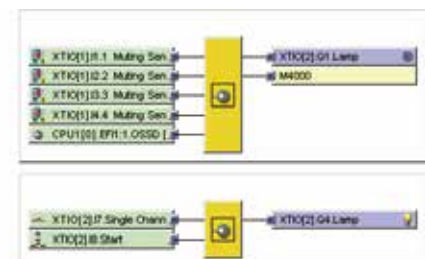 XTIO[1].I1.1 Muting Sen
XTIO[1].I2.2 Muting Sen
XTIO[1].I3.3 Muting Sen
XTIO[1].I4.4 Muting Sen
CPU1[0].EFI1:1.OSSD [
XTIO[2].Q1.Lamp
M4000
XTIO[2].I7.Single Chann
XTIO[2].I8.Start
XTIO[2].Q4.Lamp